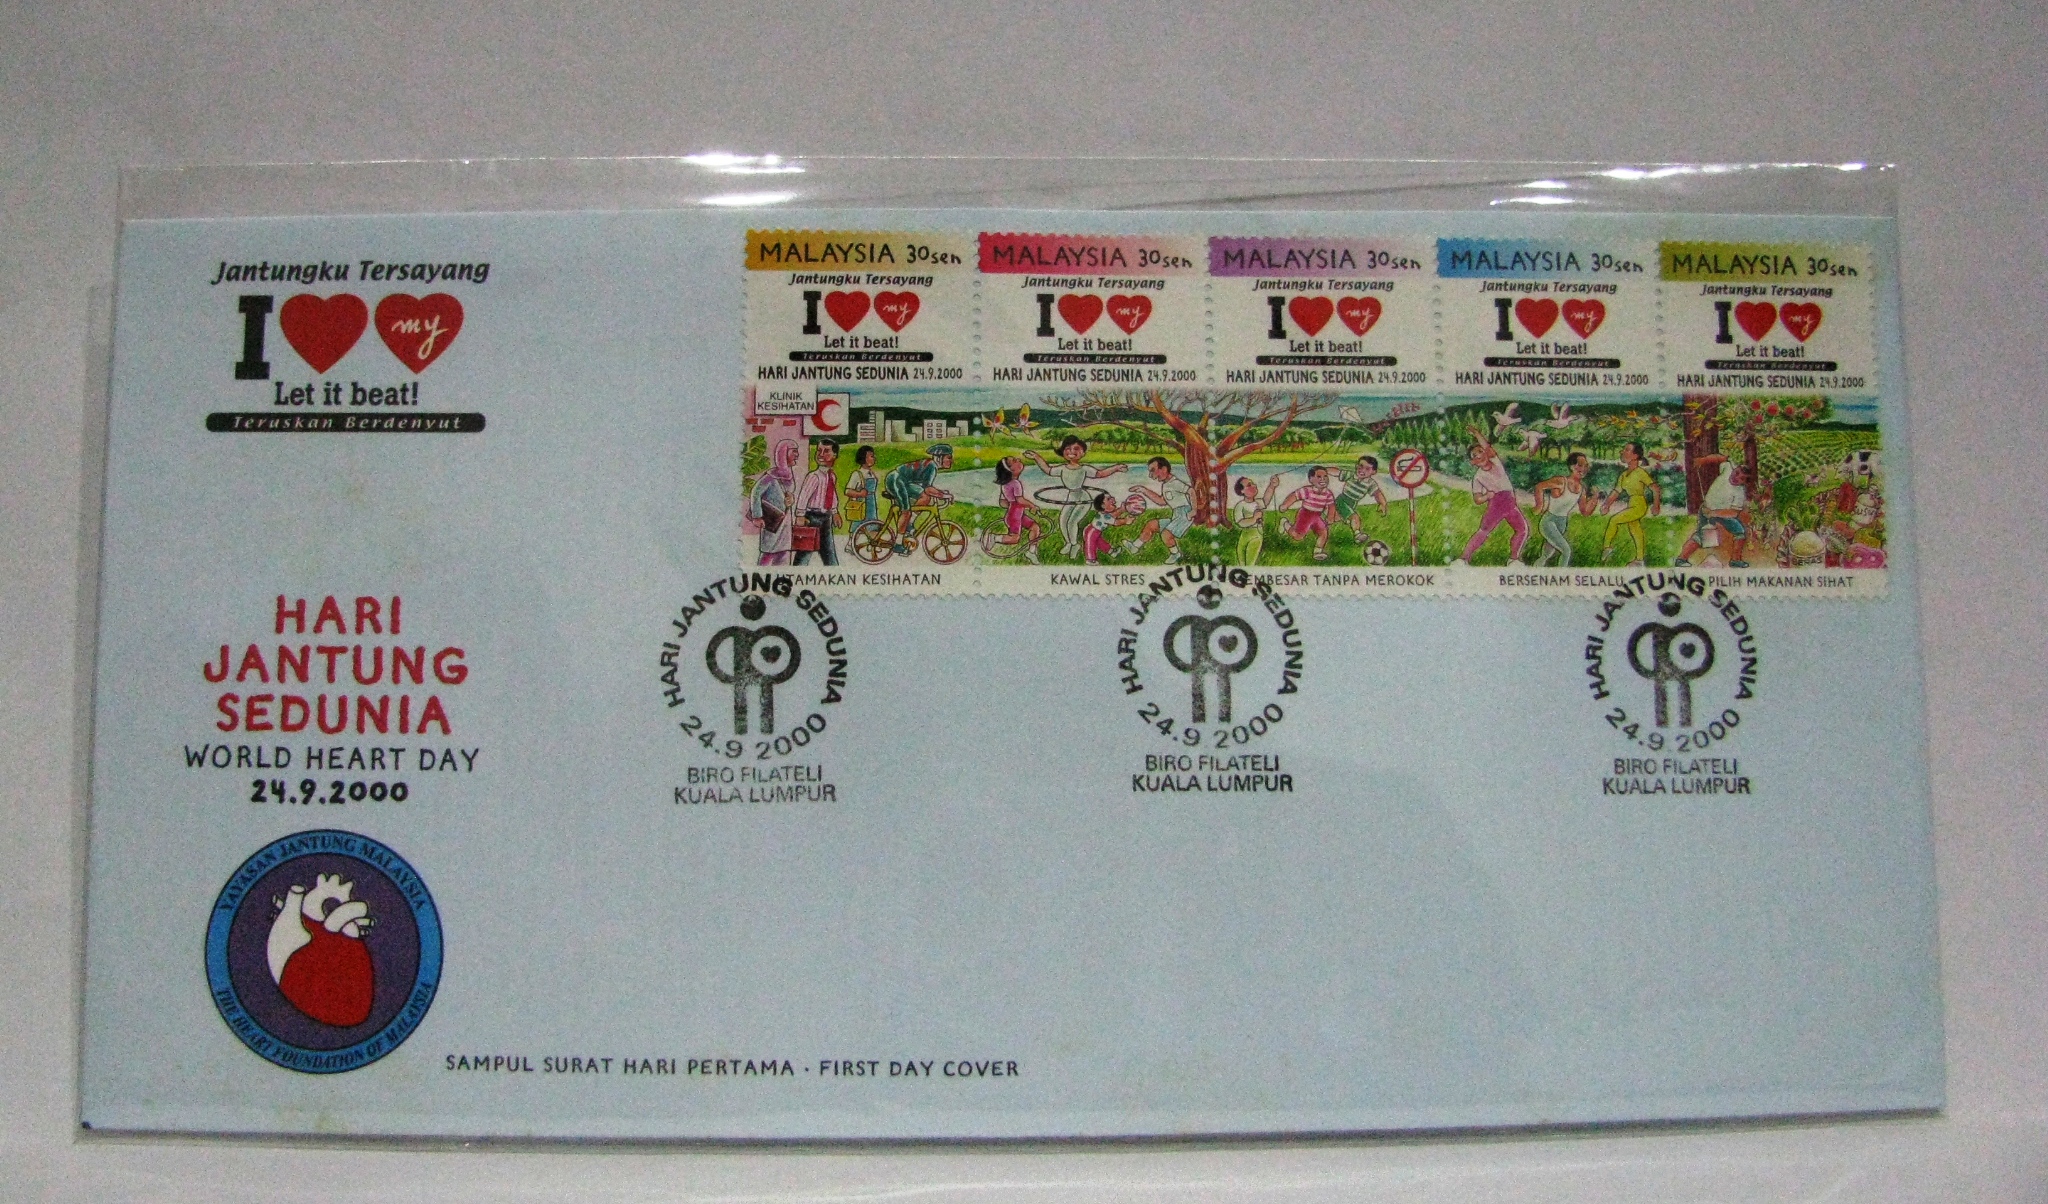 Jantungku Tersayang
I my
Let it beat!
Teruskan Berdenyut
HARI
JANTUNG
SEDUNIA
WORLD HEART DAY
24.9.2000
YAYASAN JANTUNG MALAYSIA
THE HEART FOUNDATION OF MALAYSIA
SAMPUL SURAT HARI PERTAMA · FIRST DAY COVER
MALAYSIA 30sen
Jantungku Tersayang
I my
Let it beat!
Teruskan Berdenyut
HARI JANTUNG SEDUNIA 24.9.2000
KLINIK
KESIHATAN
UTAMAKAN KESIHATAN
MALAYSIA 30sen
Jantungku Tersayang
I my
Let it beat!
Teruskan Berdenyut
HARI JANTUNG SEDUNIA 24.9.2000
KAWAL STRES
MALAYSIA 30sen
Jantungku Tersayang
I my
Let it beat!
Teruskan Berdenyut
HARI JANTUNG SEDUNIA 24.9.2000
MEMBESAR TANPA MEROKOK
MALAYSIA 30sen
Jantungku Tersayang
I my
Let it beat!
Teruskan Berdenyut
HARI JANTUNG SEDUNIA 24.9.2000
BERSENAM SELALU
MALAYSIA 30sen
Jantungku Tersayang
I my
Let it beat!
Teruskan Berdenyut
HARI JANTUNG SEDUNIA 24.9.2000
SUSU
BERAS
PILIH MAKANAN SIHAT
HARI JANTUNG SEDUNIA
24.9.2000
BIRO FILATELI
KUALA LUMPUR
HARI JANTUNG SEDUNIA
24.9.2000
BIRO FILATELI
KUALA LUMPUR
HARI JANTUNG SEDUNIA
24.9.2000
BIRO FILATELI
KUALA LUMPUR